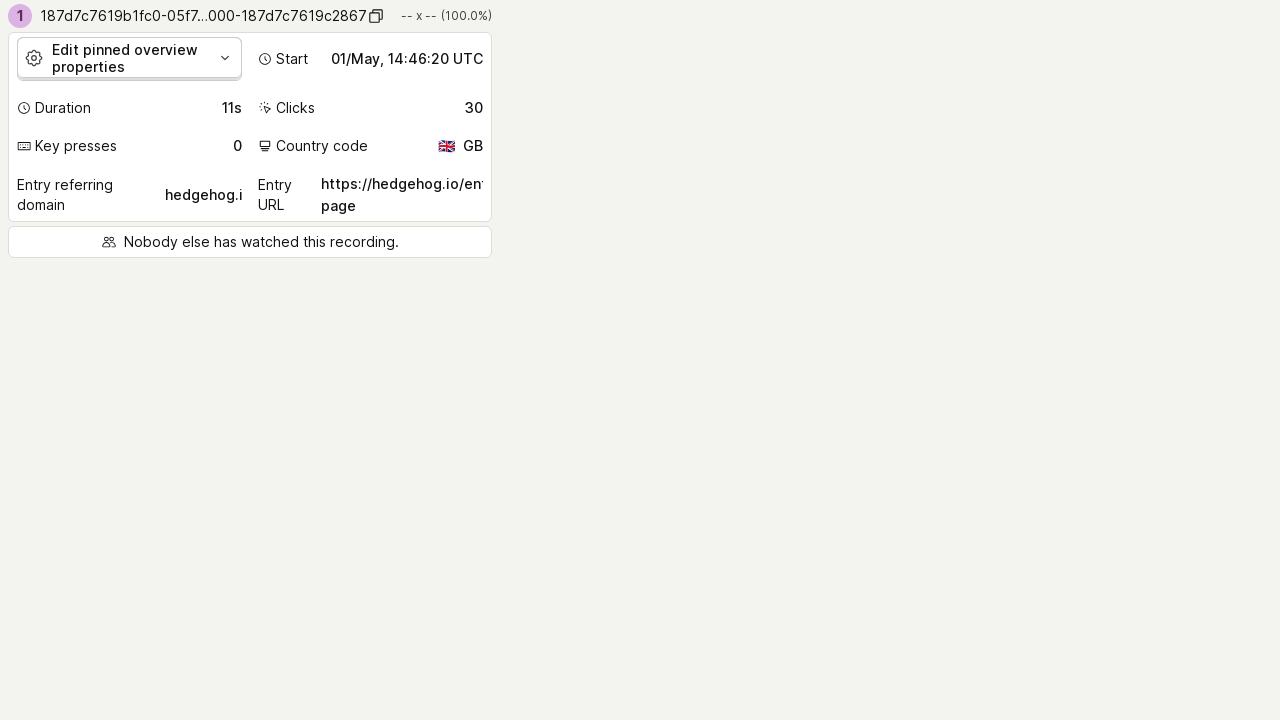 1 187d7c7619b1fc0-05f7...000-187d7c7619c2867 -- x -- (100.0%)
Edit pinned overview
properties
Start 01/May, 14:46:20 UTC
Duration 11s
Clicks 30
Key presses 0
Country code 🇬🇧 GB
Entry referring
domain
hedgehog.i
Entry
URL
https://hedgehog.io/ent
page
Nobody else has watched this recording.